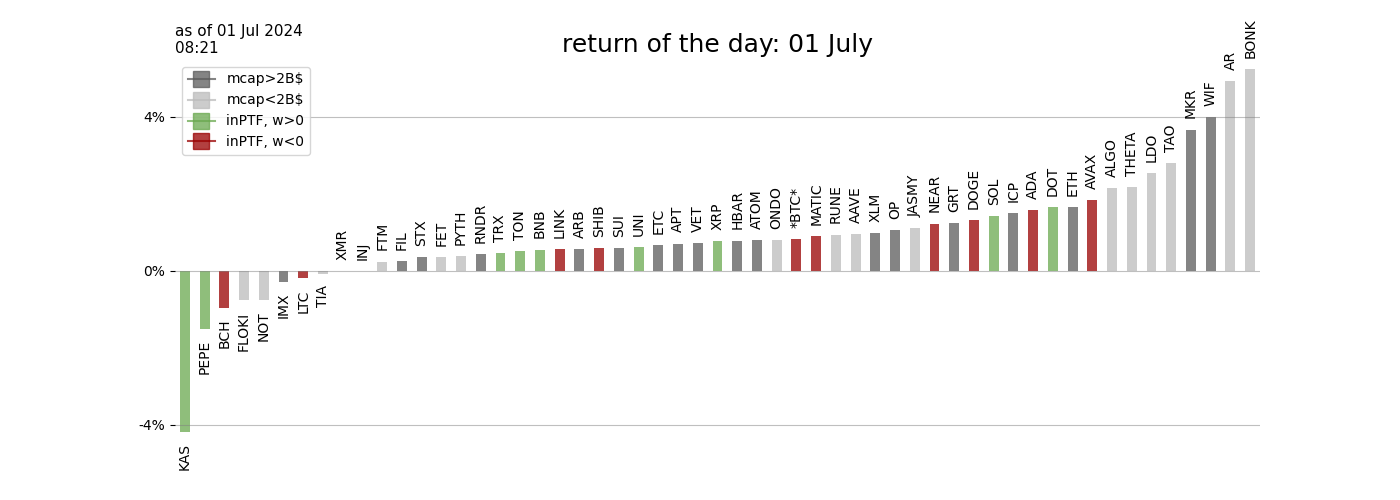 as of 01 Jul 2024
08:21
return of the day: 01 July
mcap>2B$
mcap<2B$
inPTF, w>0
inPTF, w<0
4%
0%
-4%
KAS
PEPE
BCH
FLOKI
NOT
IMX
LTC
TIA
XMR
INJ
FTM
FIL
STX
FET
PYTH
RNDR
TRX
TON
BNB
LINK
ARB
SHIB
SUI
UNI
ETC
APT
VET
XRP
HBAR
ATOM
ONDO
*BTC*
MATIC
RUNE
AAVE
XLM
OP
JASMY
NEAR
GRT
DOGE
SOL
ICP
ADA
DOT
ETH
AVAX
ALGO
THETA
LDO
TAO
MKR
WIF
AR
BONK